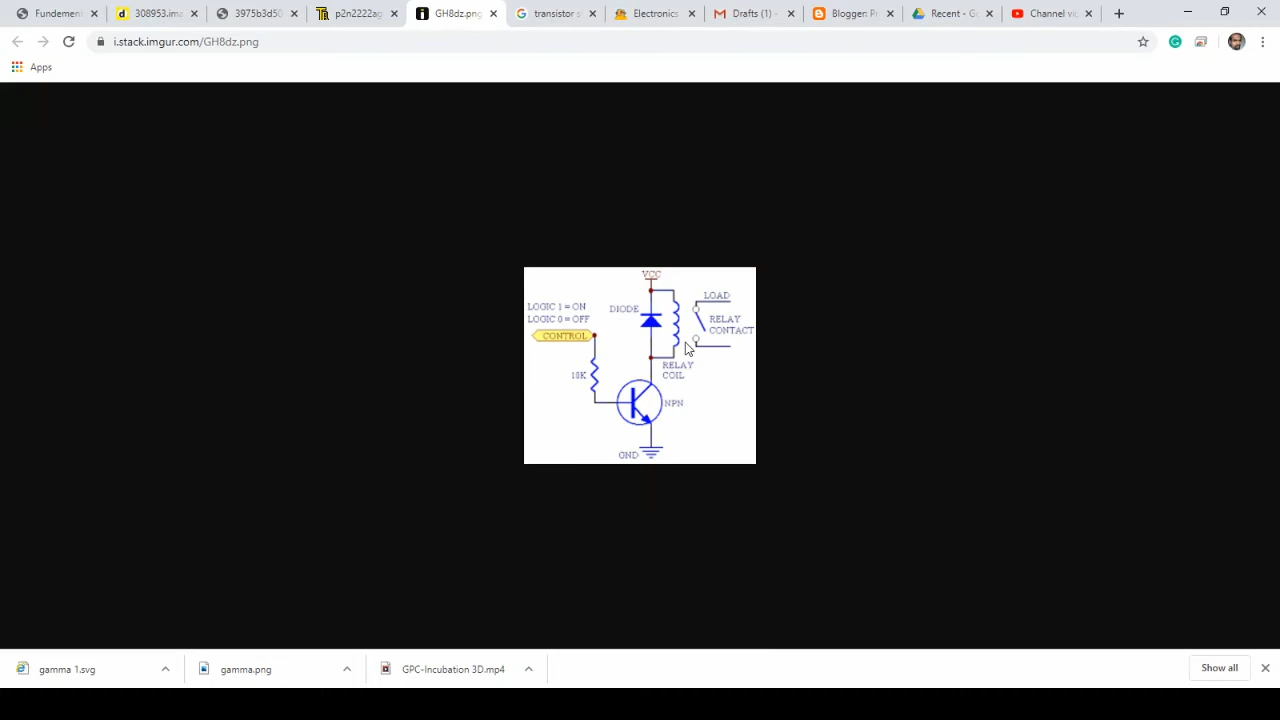 Fundemen
308953.ima
3975b3d50
p2n2222ag
GH8dz.png
transistor s
Electronics
Drafts (1) -
Blogger: P
Recent - G
Channel vi
i.stack.imgur.com/GH8dz.png
Apps
VCC
LOGIC 1 = ON
LOGIC 0 = OFF
CONTROL
DIODE
LOAD
RELAY
CONTACT
RELAY
COIL
10K
NPN
GND
gamma 1.svg
gamma.png
GPC-Incubation 3D.mp4
Show all